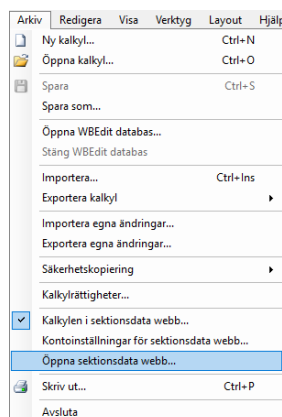 Arkiv Redigera Visa Verktyg Layout Hjälp
Ny kalkyl... Ctrl+N
Öppna kalkyl... Ctrl+O
Spara Ctrl+S
Spara som...
Öppna WBEdit databas...
Stäng WBEdit databas
Importera... Ctrl+Ins
Exportera kalkyl
Importera egna ändringar...
Exportera egna ändringar...
Säkerhetskopiering
Kalkylrättigheter...
Kalkylen i sektionsdata webb...
Kontoinställningar för sektionsdata webb...
Öppna sektionsdata webb...
Skriv ut... Ctrl+P
Avsluta